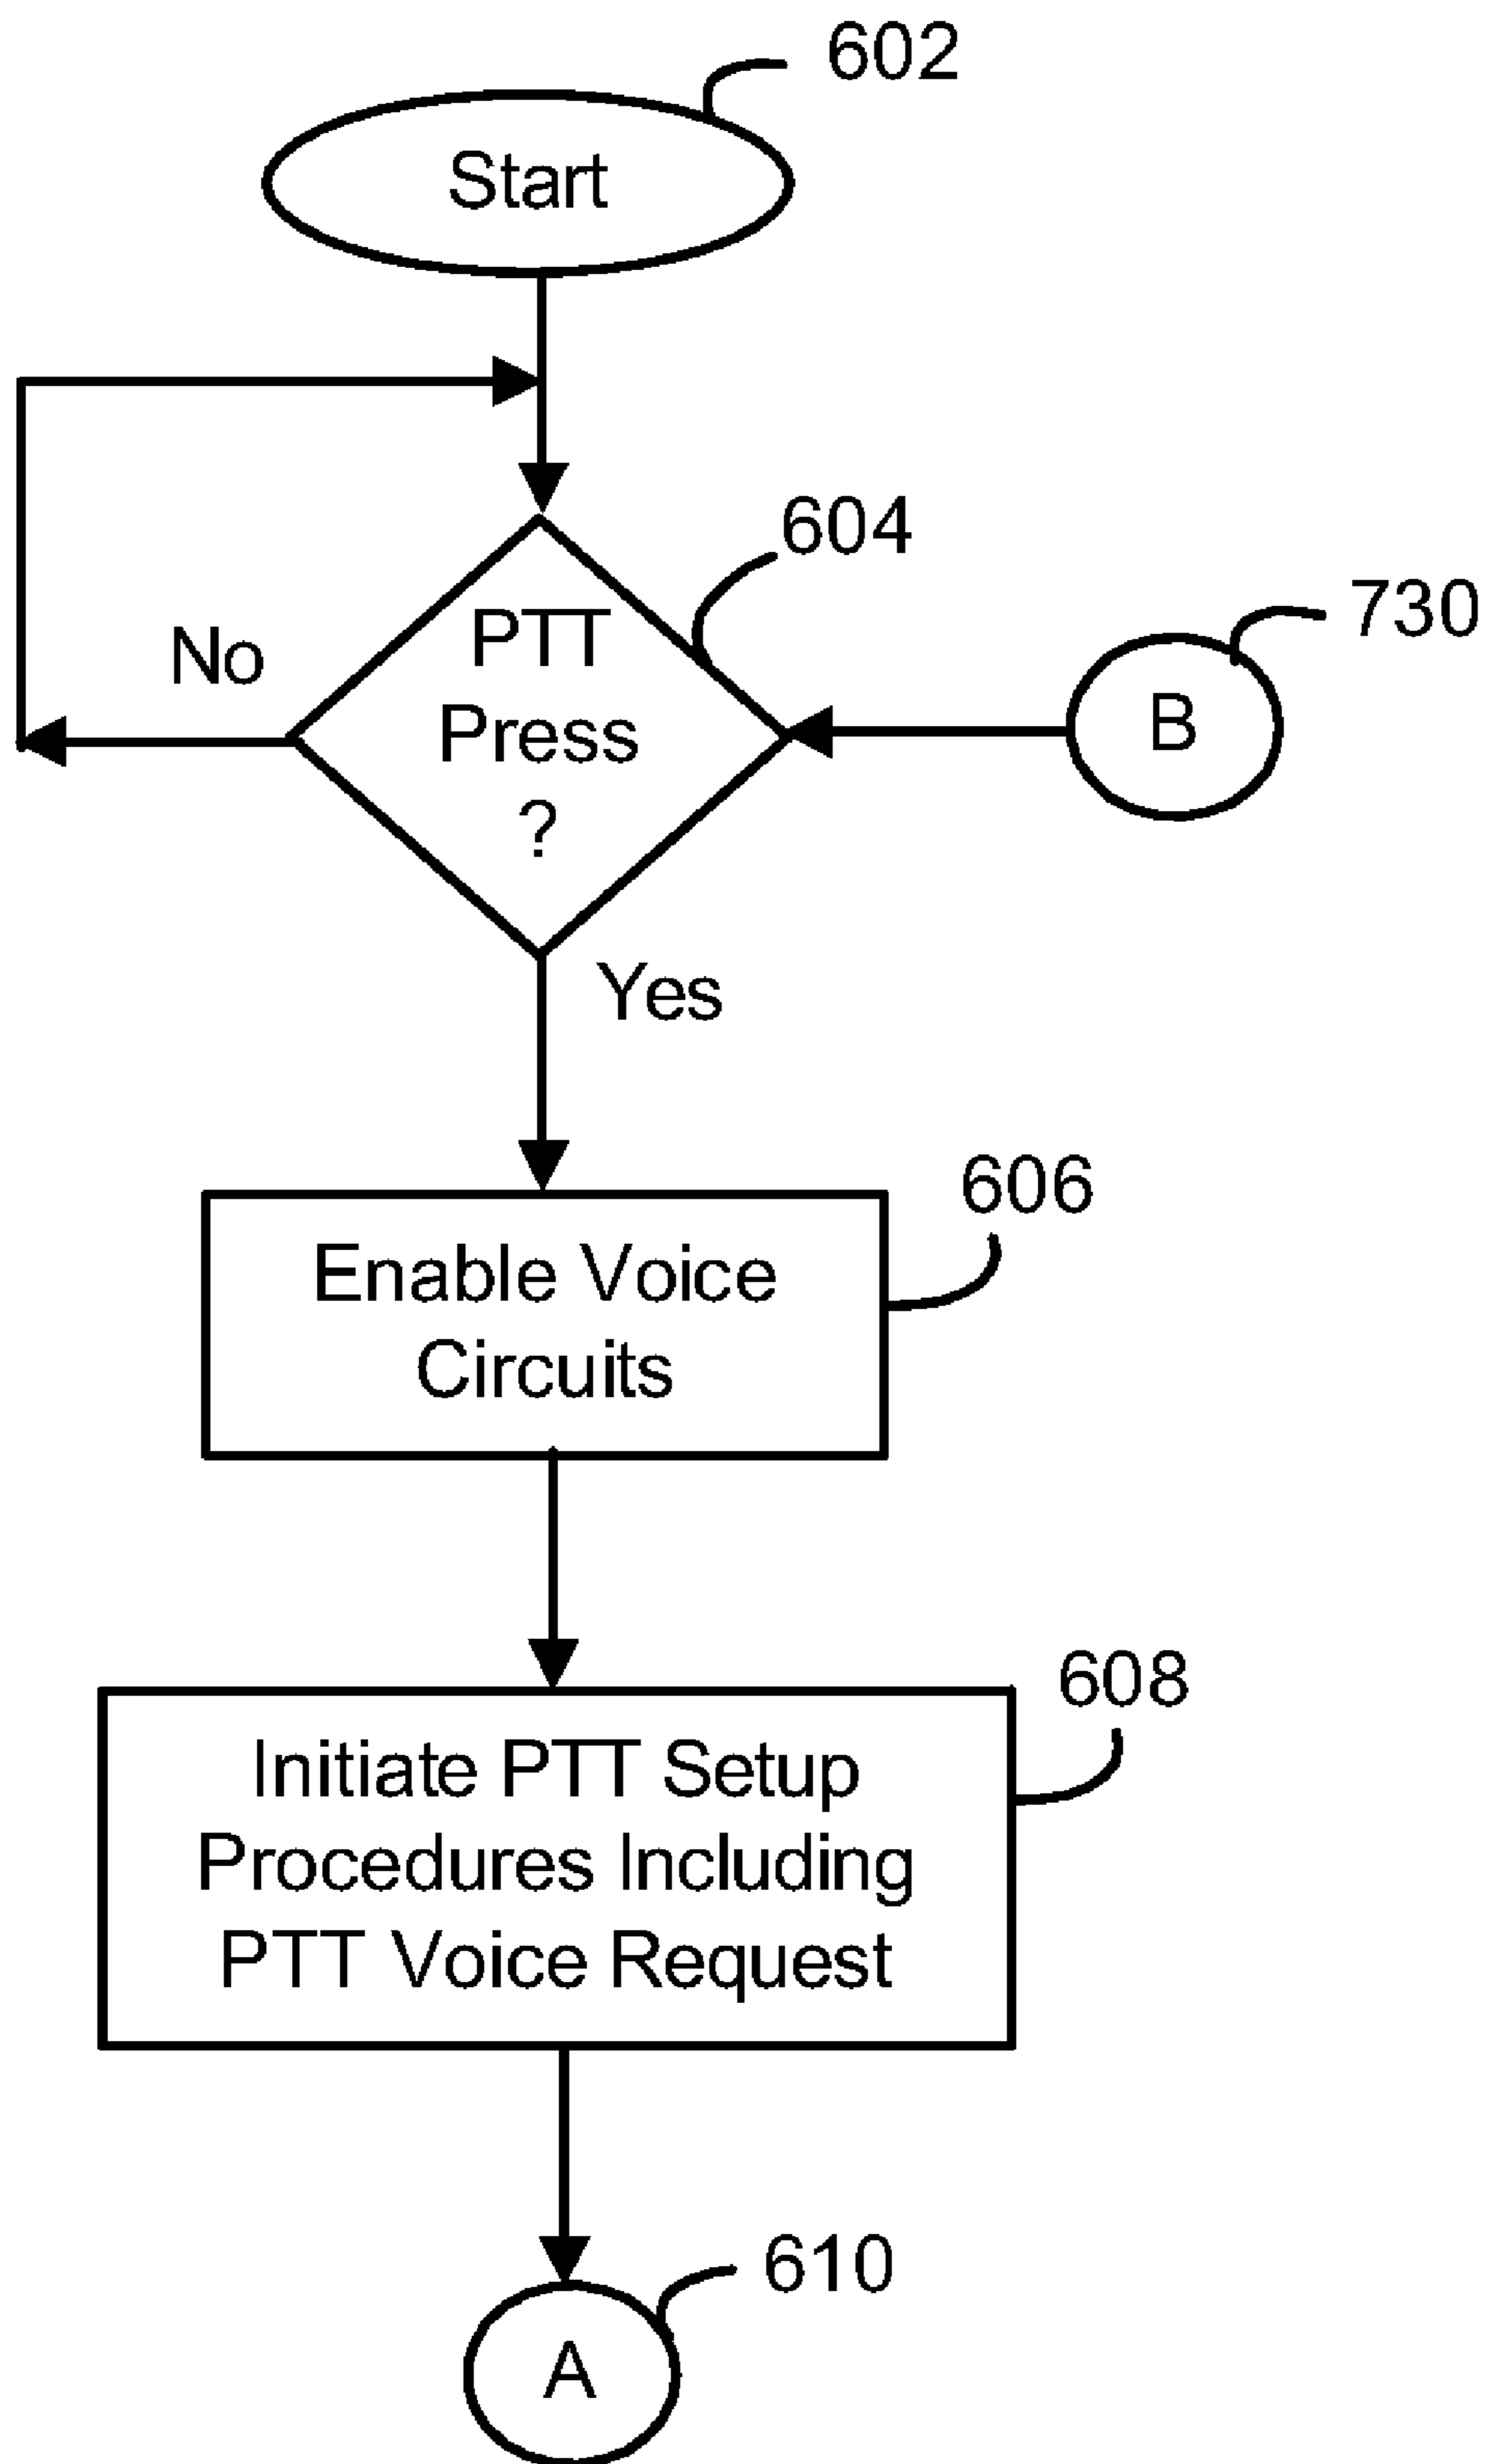 602
Start
604
PTT
Press
?
No
730
B
Yes
606
Enable Voice
Circuits
608
Initiate PTT Setup
Procedures Including
PTT Voice Request
610
A